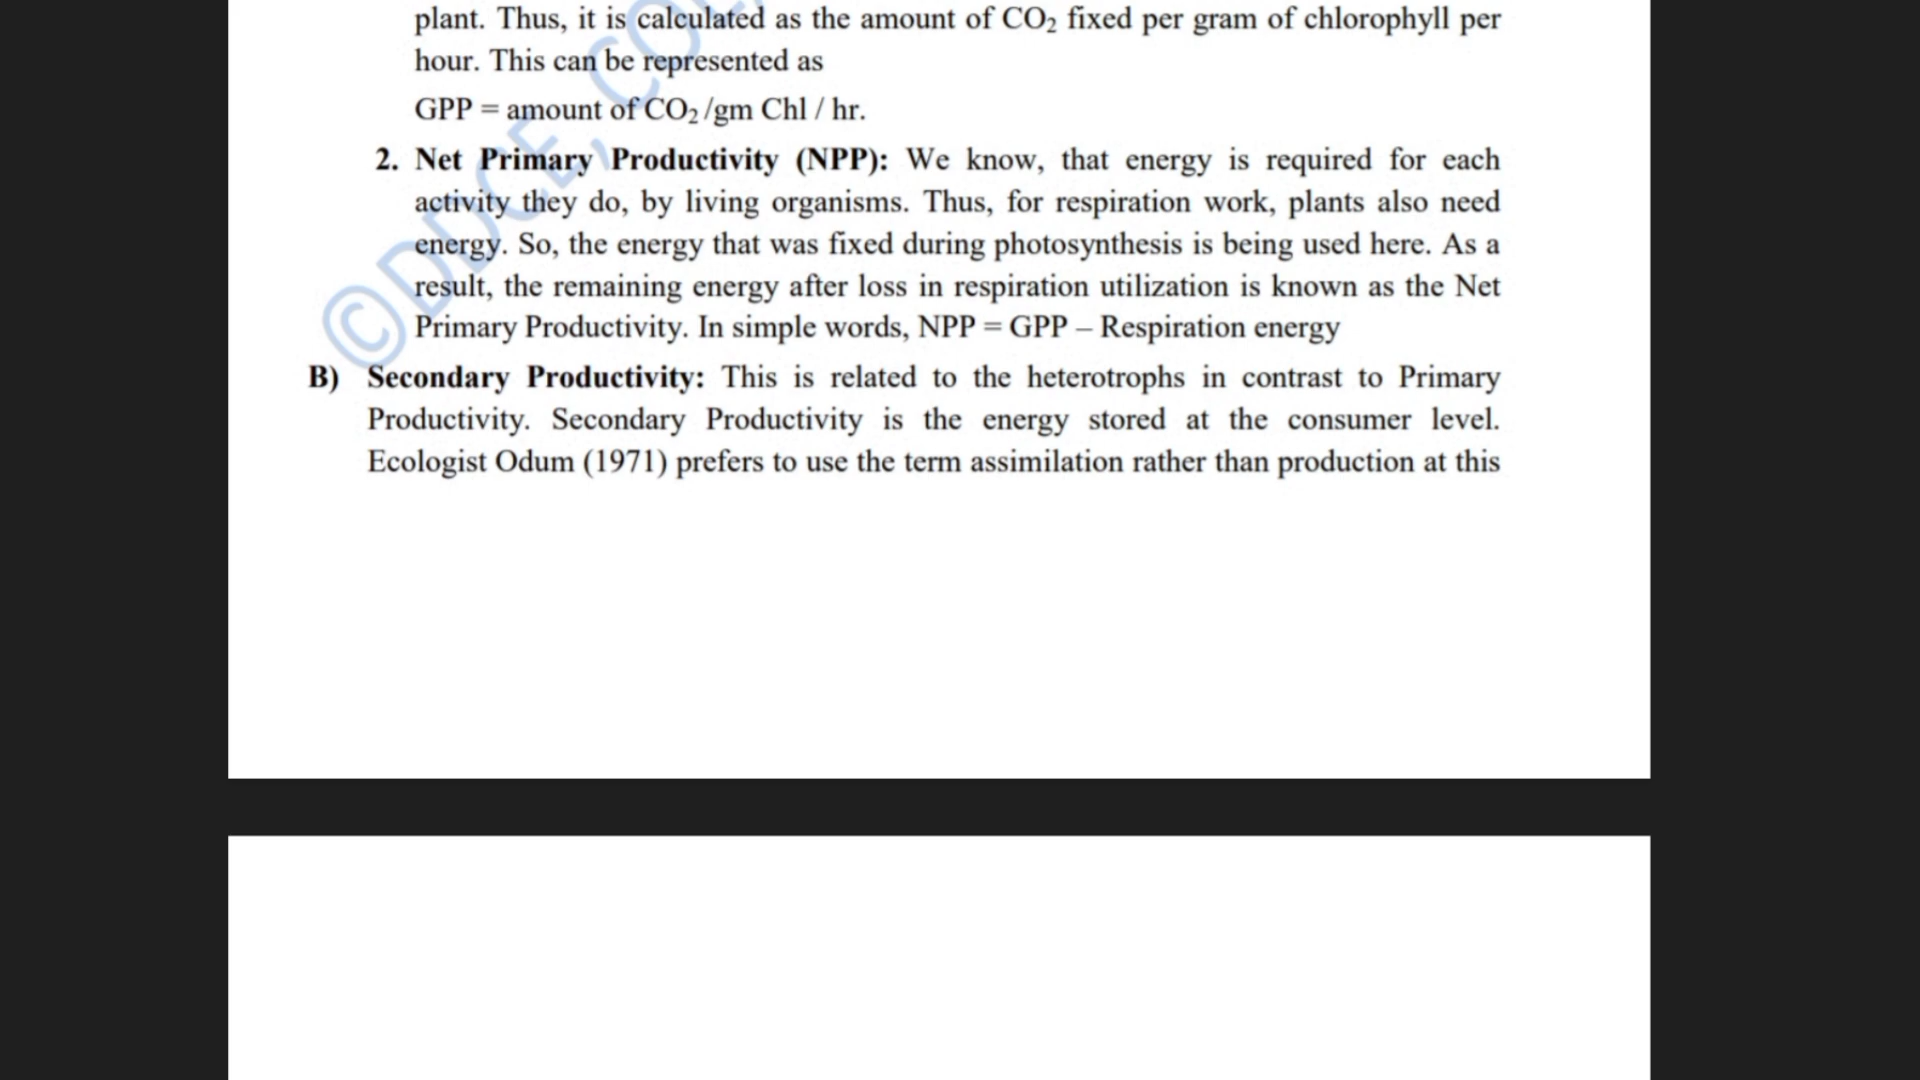 plant. Thus, it is calculated as the amount of CO₂ fixed per gram of chlorophyll per
hour. This can be represented as
GPP = amount of CO₂ /gm Chl / hr.
2. Net Primary Productivity (NPP): We know, that energy is required for each
activity they do, by living organisms. Thus, for respiration work, plants also need
energy. So, the energy that was fixed during photosynthesis is being used here. As a
result, the remaining energy after loss in respiration utilization is known as the Net
Primary Productivity. In simple words, NPP = GPP – Respiration energy
B) Secondary Productivity: This is related to the heterotrophs in contrast to Primary
Productivity. Secondary Productivity is the energy stored at the consumer level.
Ecologist Odum (1971) prefers to use the term assimilation rather than production at this
©DDCE,